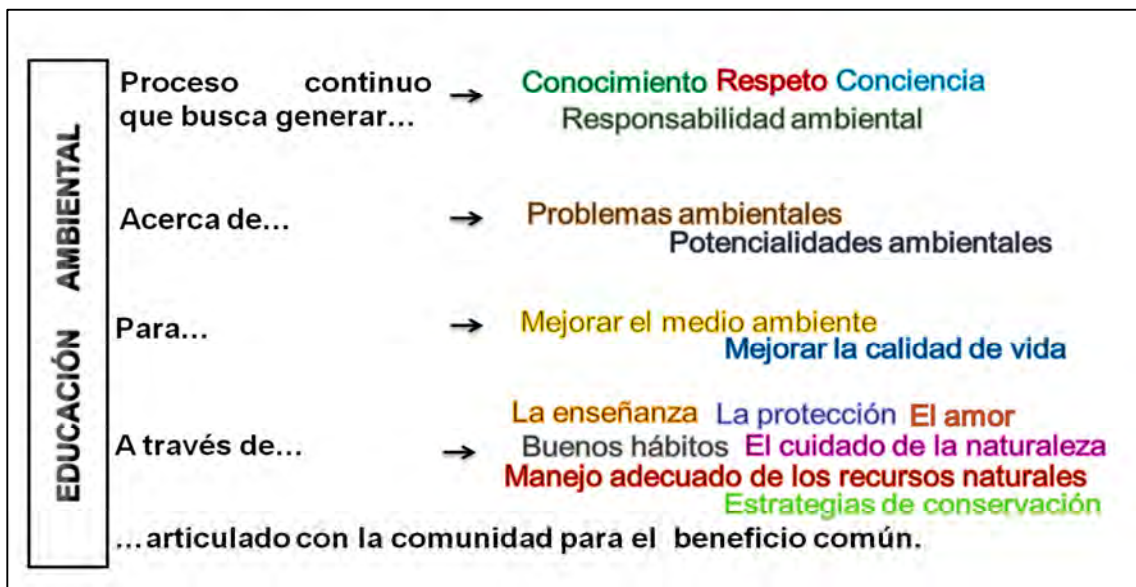 EDUCACIÓN AMBIENTAL
Proceso continuo
que busca generar... →
Conocimiento Respeto Conciencia
Responsabilidad ambiental
Acerca de... →
Problemas ambientales
Potencialidades ambientales
Para... →
Mejorar el medio ambiente
Mejorar la calidad de vida
A través de... →
La enseñanza La protección El amor
Buenos hábitos El cuidado de la naturaleza
Manejo adecuado de los recursos naturales
Estrategias de conservación
...articulado con la comunidad para el beneficio común.